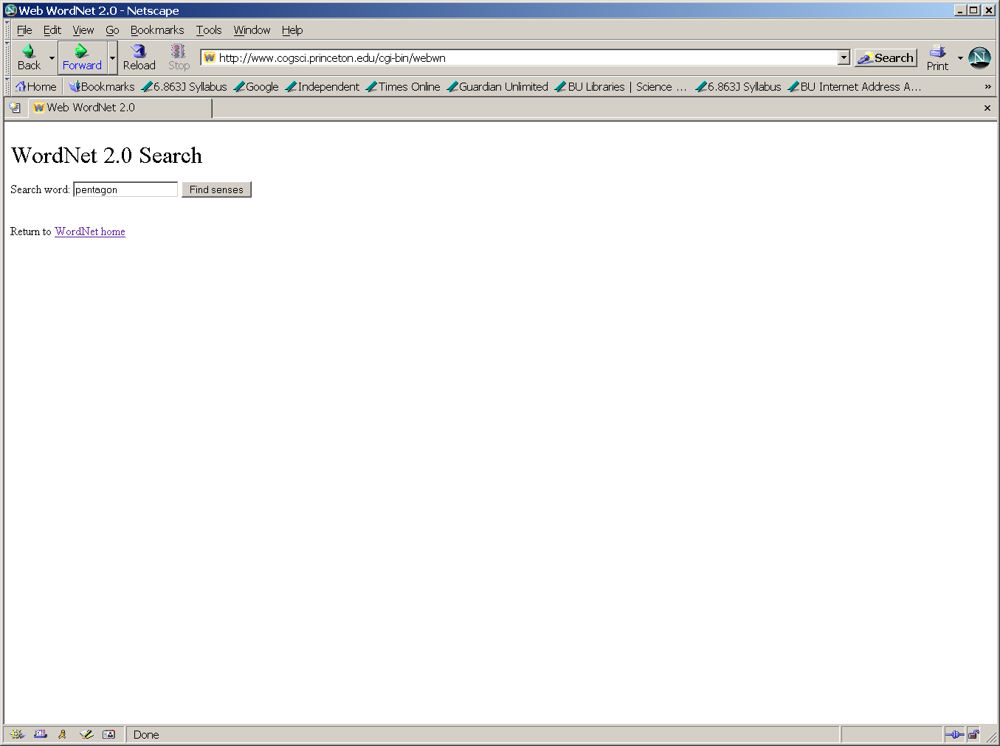 Web WordNet 2.0 - Netscape
File Edit View Go Bookmarks Tools Window Help
Back Forward Reload Stop http://www.cogsci.princeton.edu/cgi-bin/webwn Search Print N
Home Bookmarks 6.863J Syllabus Google Independent Times Online Guardian Unlimited BU Libraries | Science ... 6.863J Syllabus BU Internet Address A... »
Web WordNet 2.0
WordNet 2.0 Search
Search word: pentagon Find senses
Return to WordNet home
Done